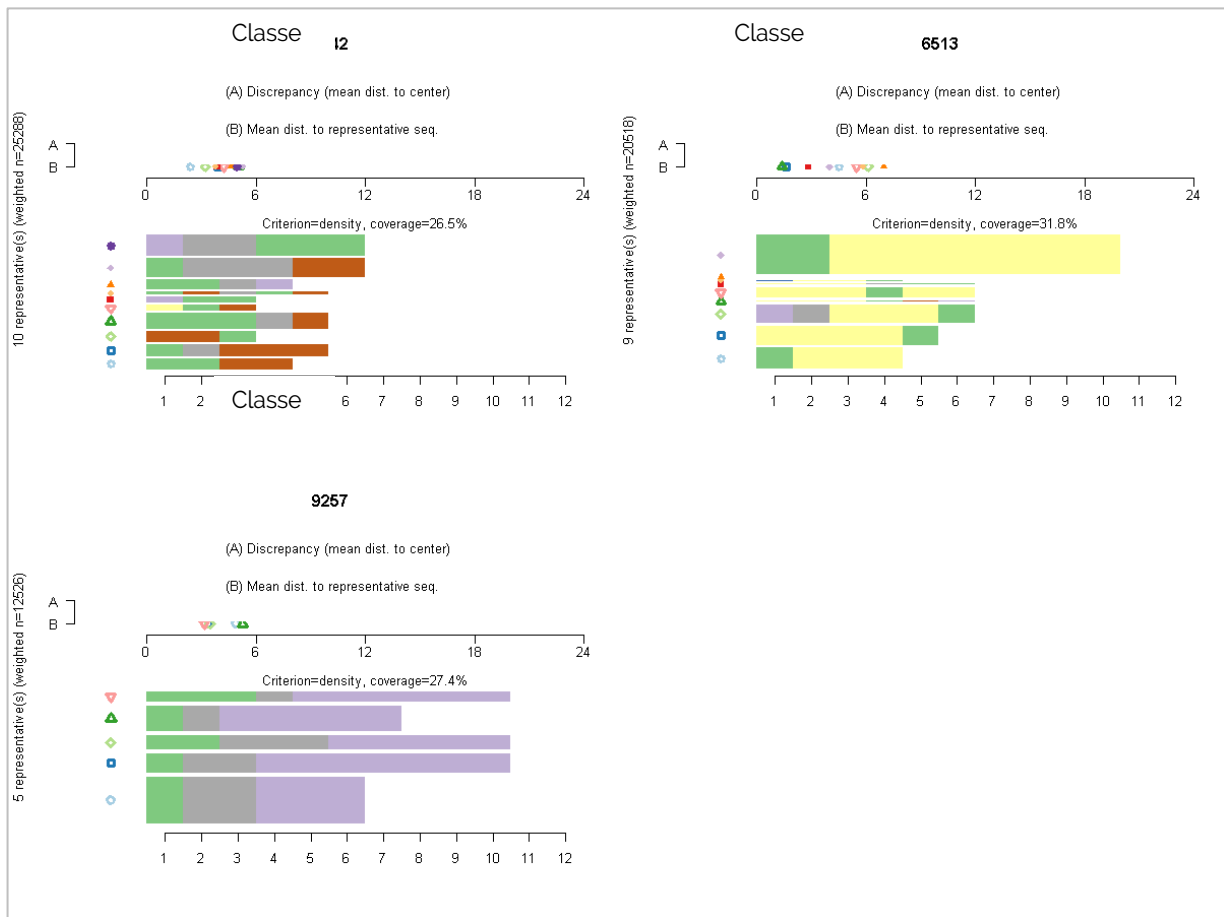 Classe
42
(A) Discrepancy (mean dist. to center)
(B) Mean dist. to representative seq.
10 representative(s) (weighted n=25288)
A
B
0 6 12 18 24
Criterion=density, coverage=26.5%
1 2 6 7 8 9 10 11 12
Classe
6513
(A) Discrepancy (mean dist. to center)
(B) Mean dist. to representative seq.
9 representative(s) (weighted n=20518)
A
B
0 6 12 18 24
Criterion=density, coverage=31.8%
1 2 3 4 5 6 7 8 9 10 11 12
Classe
9257
(A) Discrepancy (mean dist. to center)
(B) Mean dist. to representative seq.
5 representative(s) (weighted n=12526)
A
B
0 6 12 18 24
Criterion=density, coverage=27.4%
1 2 3 4 5 6 7 8 9 10 11 12